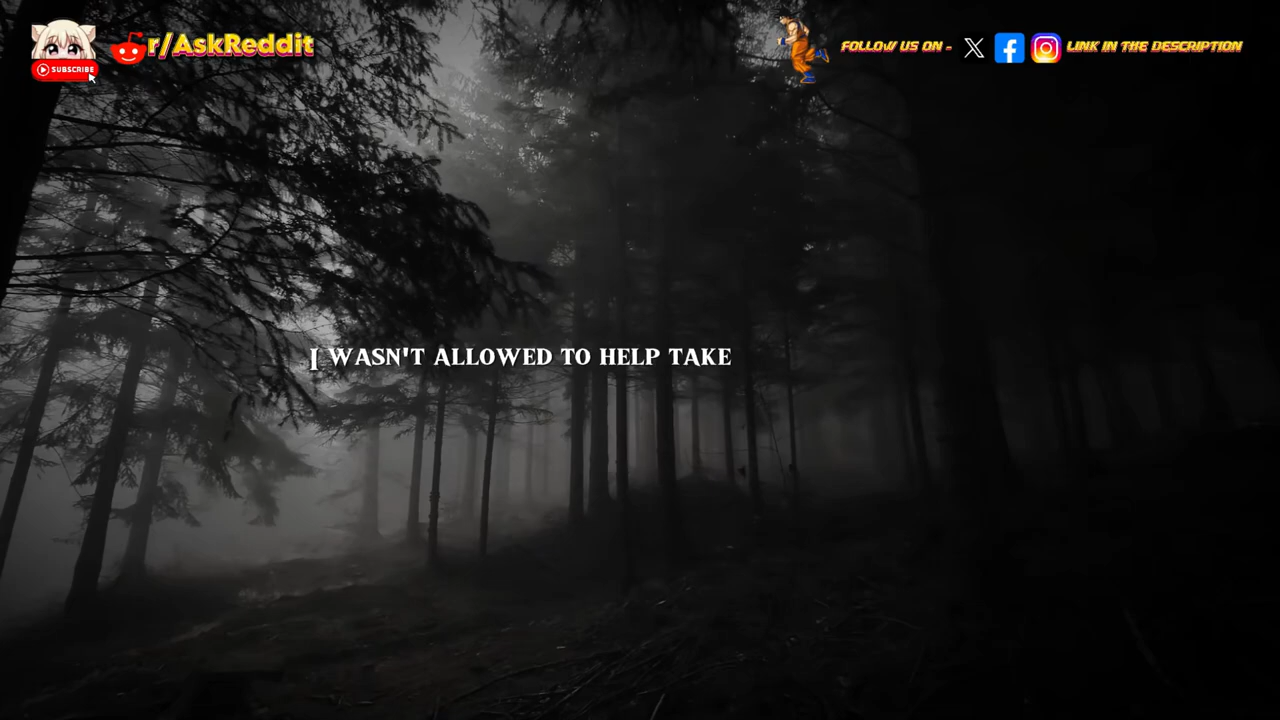 r/AskReddit
SUBSCRIBE
FOLLOW US ON -
LINK IN THE DESCRIPTION
I WASN'T ALLOWED TO HELP TAKE